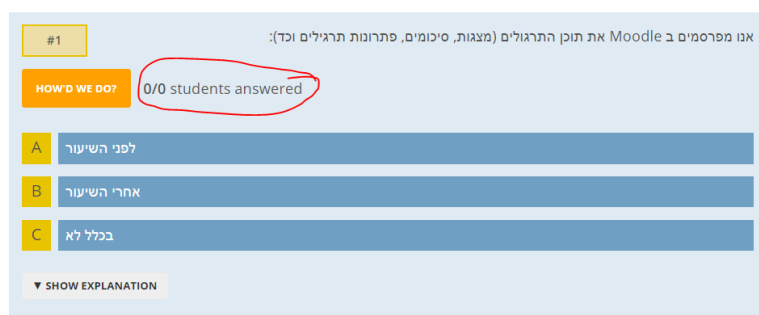 #1
אנו מפרסמים ב Moodle את תוכן התרגולים (מצגות, סיכומים, פתרונות תרגילים וכד):
HOW'D WE DO?
0/0 students answered
A לפני השיעור
B אחרי השיעור
C בכלל לא
▼ SHOW EXPLANATION